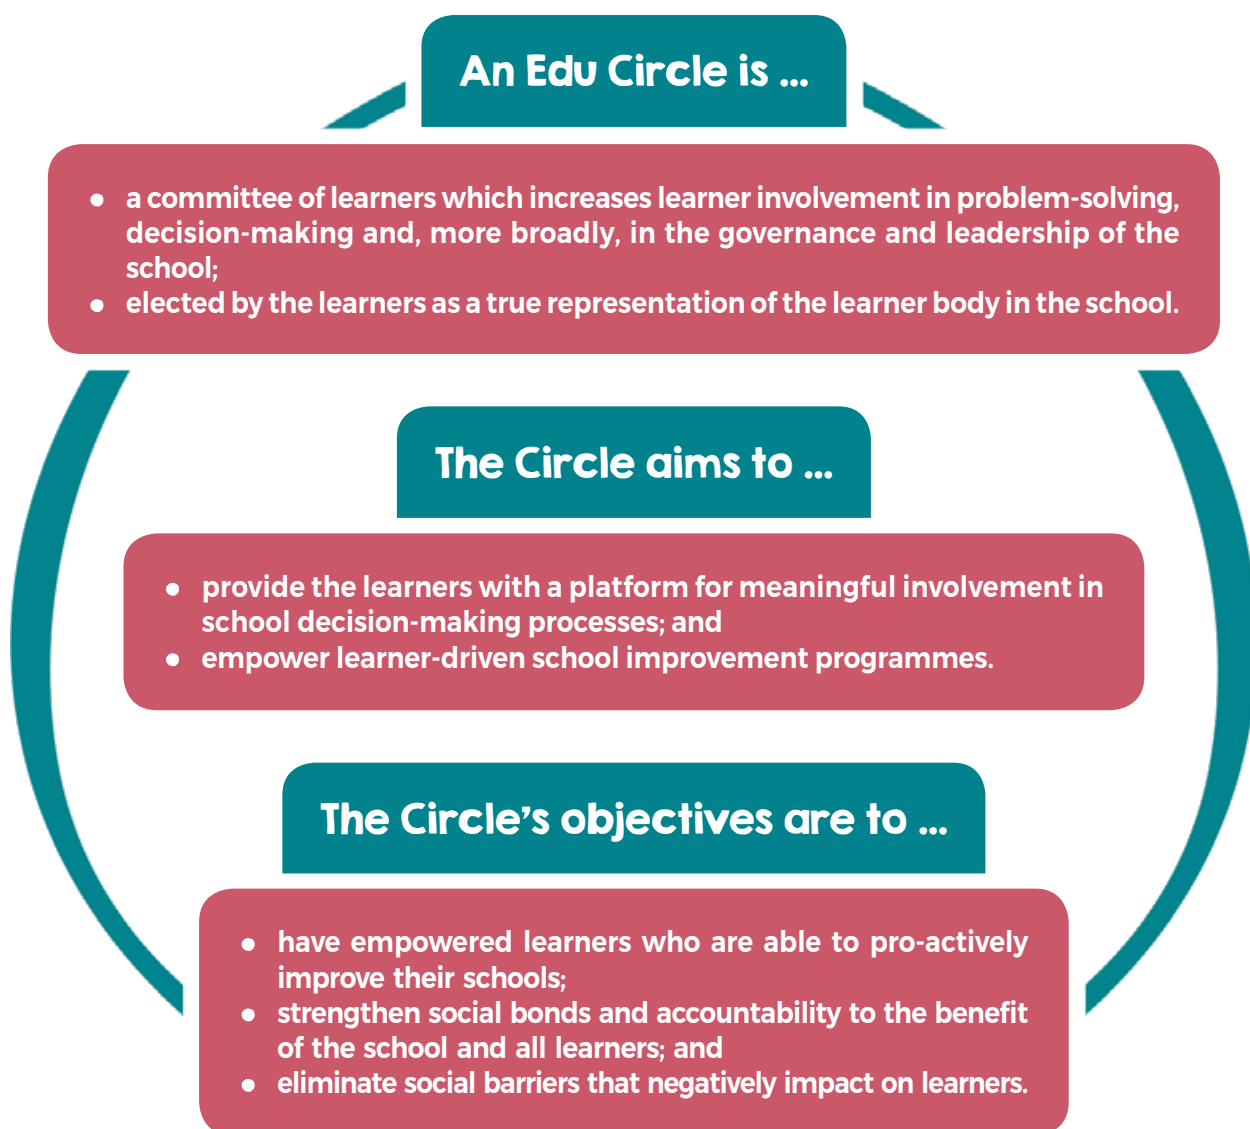 An Edu Circle is ...
● a committee of learners which increases learner involvement in problem-solving,
decision-making and, more broadly, in the governance and leadership of the
school;
● elected by the learners as a true representation of the learner body in the school.
The Circle aims to ...
● provide the learners with a platform for meaningful involvement in
school decision-making processes; and
● empower learner-driven school improvement programmes.
The Circle’s objectives are to ...
● have empowered learners who are able to pro-actively
improve their schools;
● strengthen social bonds and accountability to the benefit
of the school and all learners; and
● eliminate social barriers that negatively impact on learners.